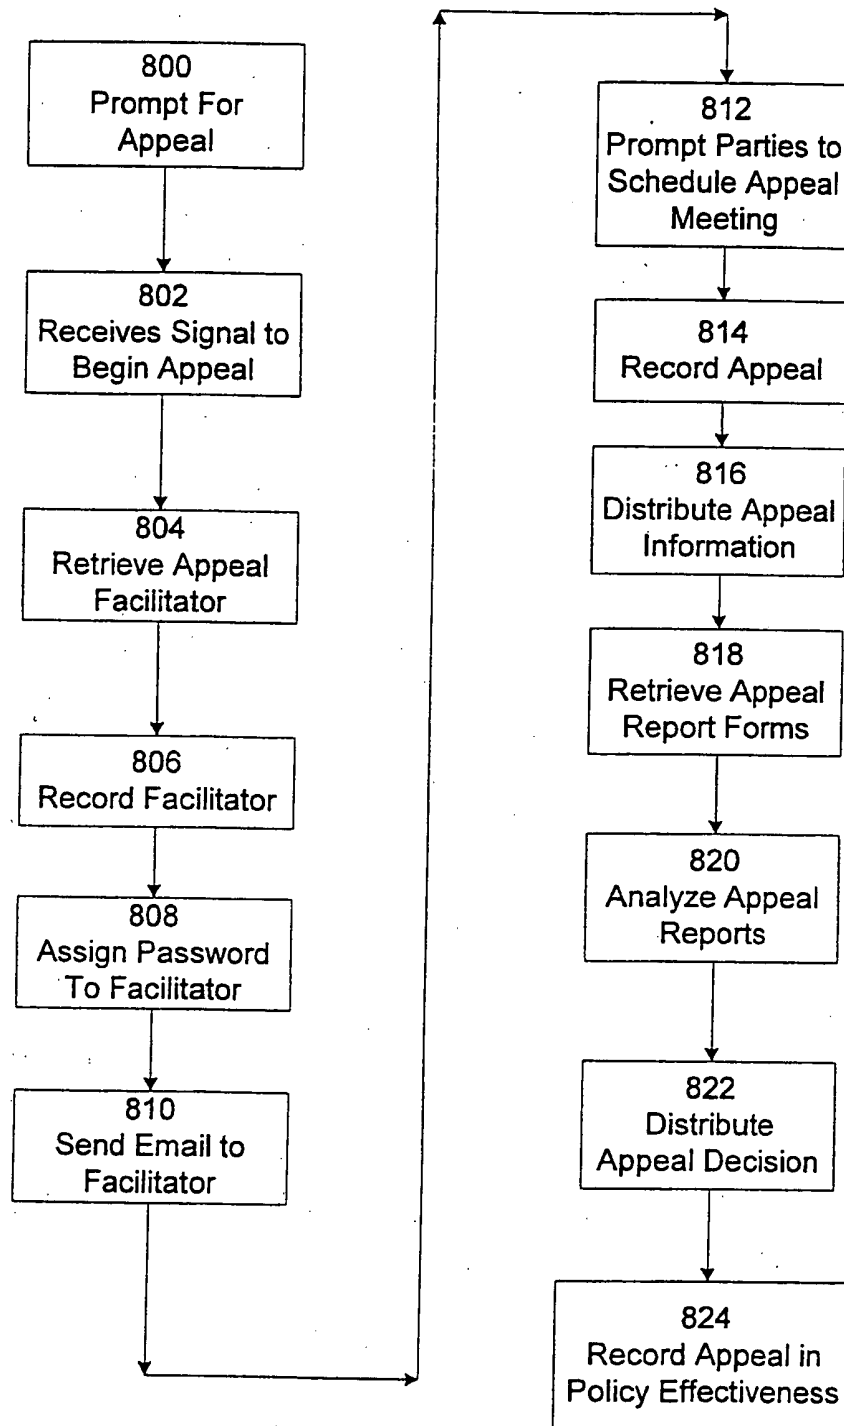 800
Prompt For
Appeal
802
Receives Signal to
Begin Appeal
804
Retrieve Appeal
Facilitator
806
Record Facilitator
808
Assign Password
To Facilitator
810
Send Email to
Facilitator
812
Prompt Parties to
Schedule Appeal
Meeting
814
Record Appeal
816
Distribute Appeal
Information
818
Retrieve Appeal
Report Forms
820
Analyze Appeal
Reports
822
Distribute
Appeal Decision
824
Record Appeal in
Policy Effectiveness